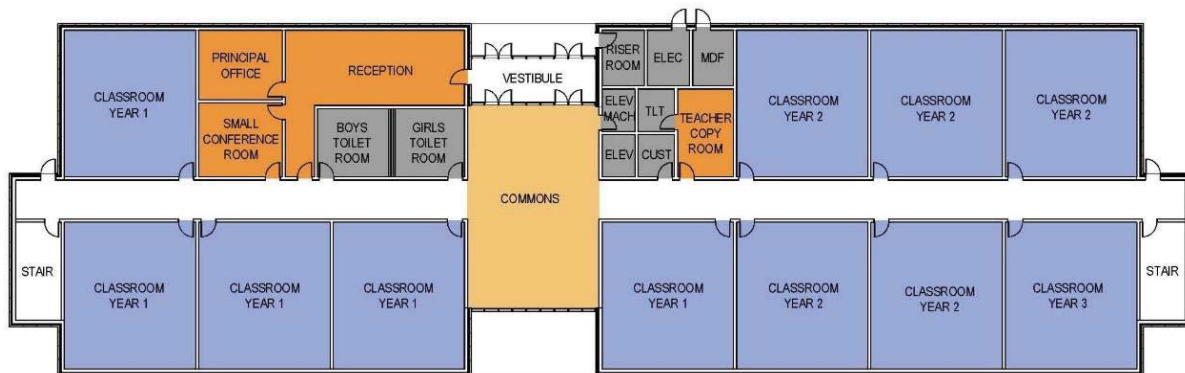 CLASSROOM
YEAR 1
PRINCIPAL
OFFICE
RECEPTION
SMALL
CONFERENCE
ROOM
BOYS
TOILET
ROOM
GIRLS
TOILET
ROOM
VESTIBULE
RISER
ROOM
ELEC
MDF
ELEV
MACH
TLT
TEACHER
COPY
ROOM
ELEV
CUST
CLASSROOM
YEAR 2
CLASSROOM
YEAR 2
CLASSROOM
YEAR 2
COMMONS
STAIR
CLASSROOM
YEAR 1
CLASSROOM
YEAR 1
CLASSROOM
YEAR 1
CLASSROOM
YEAR 1
CLASSROOM
YEAR 2
CLASSROOM
YEAR 2
CLASSROOM
YEAR 3
STAIR